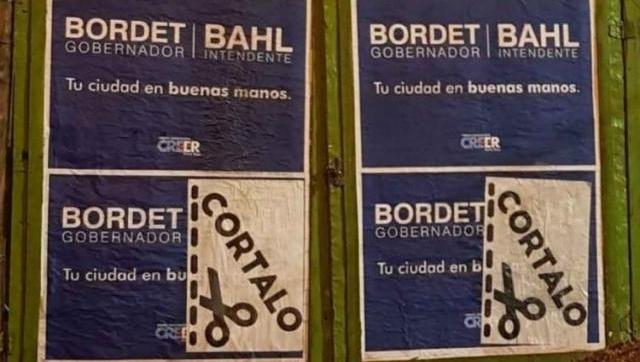 BORDET | BAHL
GOBERNADOR INTENDENTE
Tu ciudad en buenas manos.
CREER
BORDET | BAHL
GOBERNADOR INTENDENTE
Tu ciudad en buenas manos.
CREER
BORDET
GOBERNADOR
Tu ciudad en bu
CORTALO
BORDET
GOBERNADOR
Tu ciudad en b
CORTALO